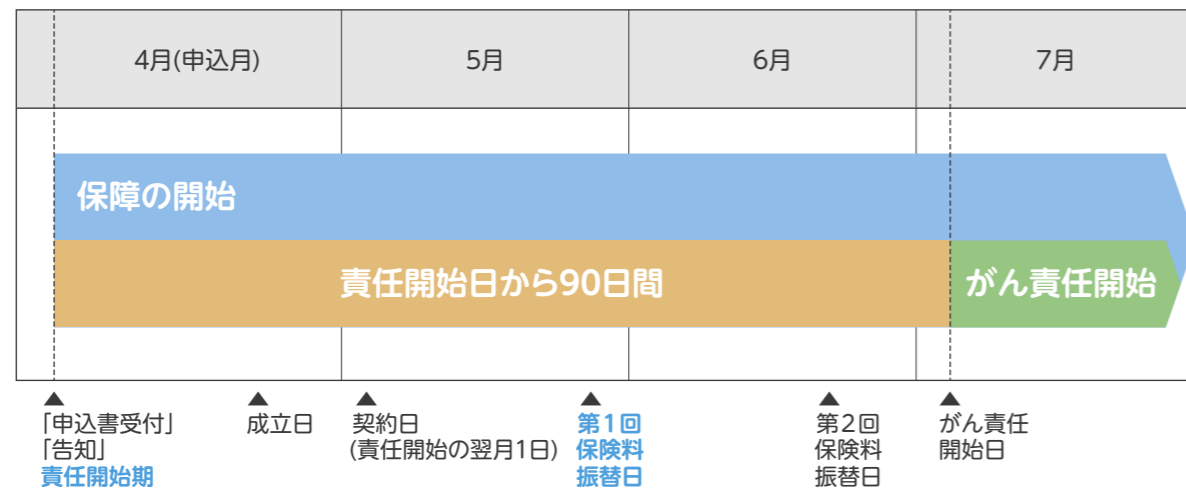 4月(申込月)
5月
6月
7月
保障の開始
責任開始日から90日間
がん責任開始
「申込書受付」
「告知」
責任開始期
成立日
契約日
(責任開始の翌月1日)
第1回
保険料
振替日
第2回
保険料
振替日
がん責任
開始日